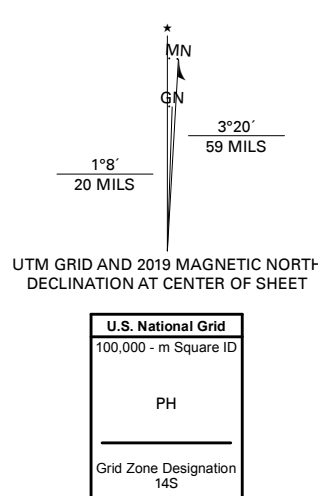 ★
MN
GN
3°20´
59 MILS
1°8´
20 MILS
UTM GRID AND 2019 MAGNETIC NORTH
DECLINATION AT CENTER OF SHEET
U.S. National Grid
100,000 - m Square ID
PH
Grid Zone Designation
14S